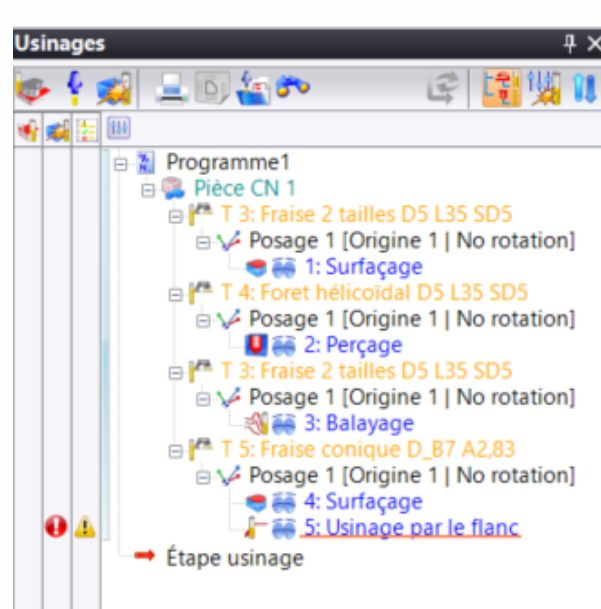 Usinages
Programme1
Pièce CN 1
T 3: Fraise 2 tailles D5 L35 SD5
Posage 1 [Origine 1 | No rotation]
1: Surfaçage
T 4: Foret hélicoïdal D5 L35 SD5
Posage 1 [Origine 1 | No rotation]
2: Perçage
T 3: Fraise 2 tailles D5 L35 SD5
Posage 1 [Origine 1 | No rotation]
3: Balayage
T 5: Fraise conique D_B7 A2,83
Posage 1 [Origine 1 | No rotation]
4: Surfaçage
5: Usinage par le flanc
Étape usinage